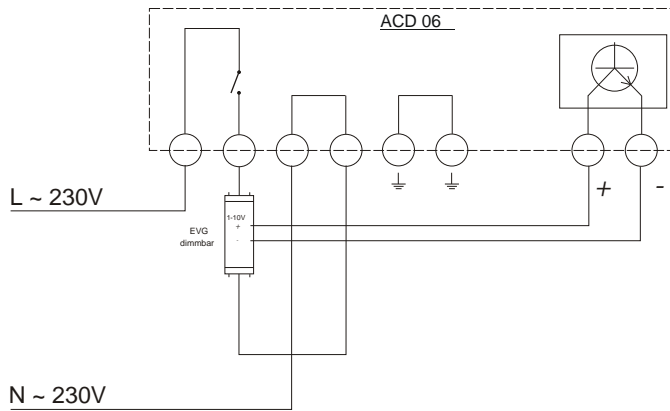 ACD 06
L ~ 230V
+ -
1-10V
+
-
EVG
dimmbar
N ~ 230V